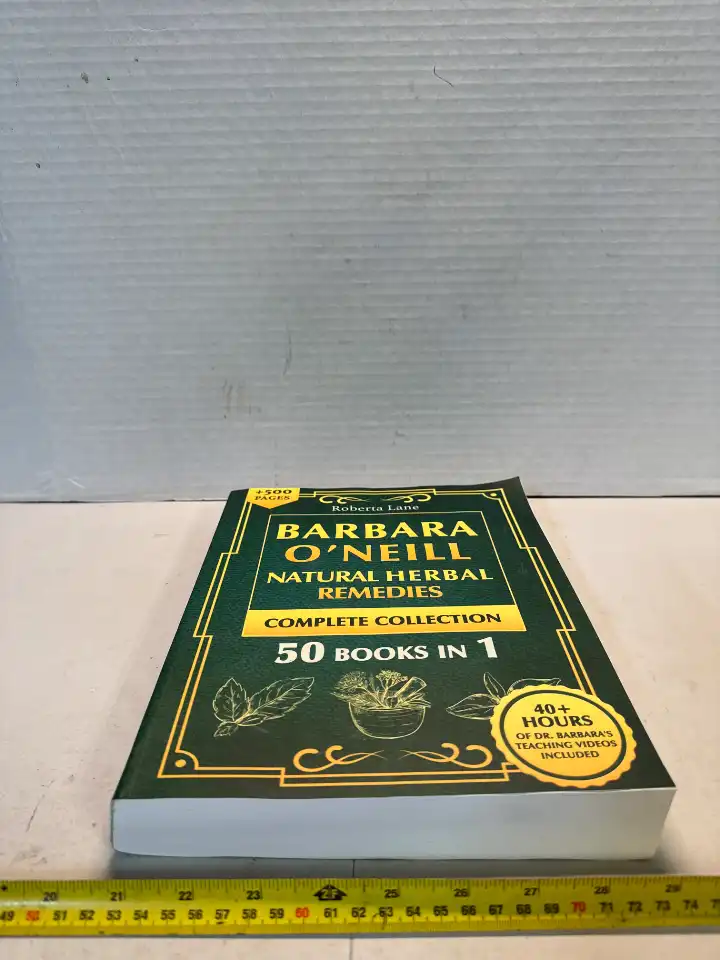 +500
PAGES
Roberta Lane
BARBARA
O'NEILL
NATURAL HERBAL
REMEDIES
COMPLETE COLLECTION
50 BOOKS IN 1
40+
HOURS
OF DR. BARBARA'S
TEACHING VIDEOS
INCLUDED
20 21 22 23 2F 25 26 27 28 29
49 50 51 52 53 54 55 56 57 58 59 60 61 62 63 64 65 66 67 68 69 70 71 72 73 74